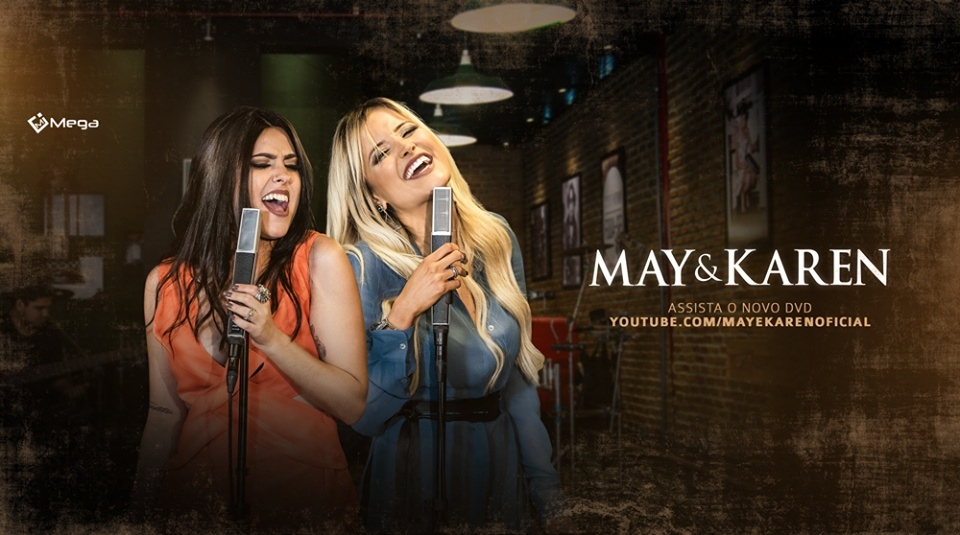 Mega
MAY&KAREN
ASSISTA O NOVO DVD
YOUTUBE.COM/MAYEKARENOFICIAL